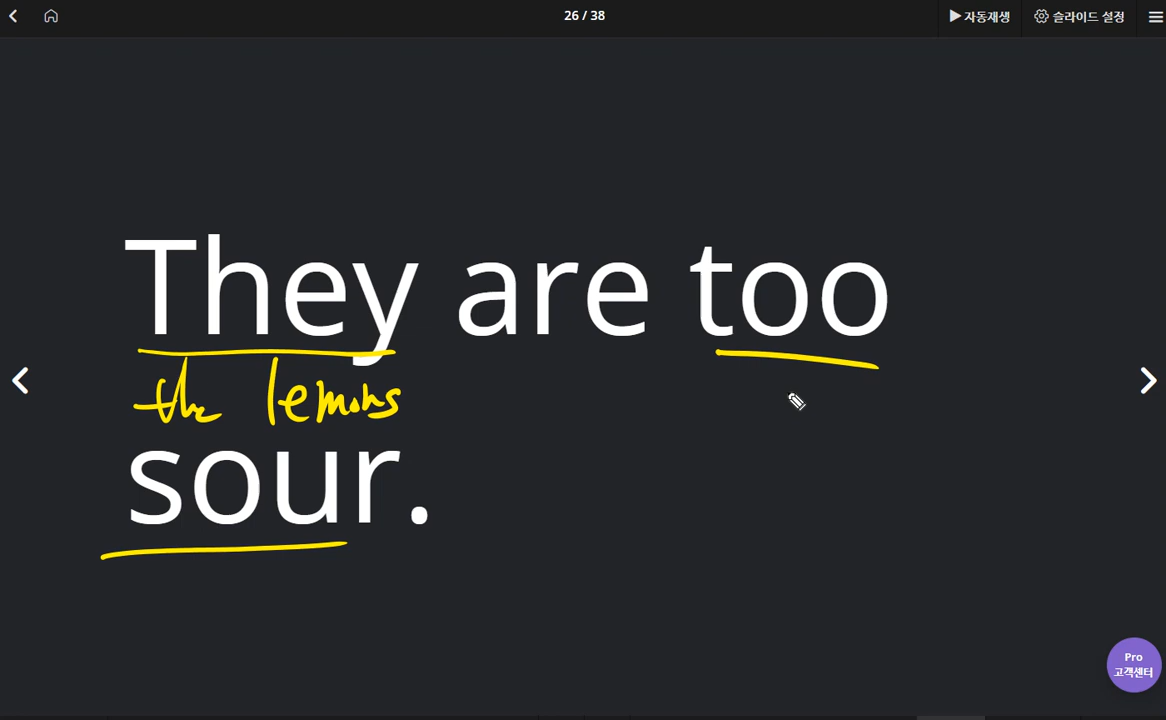 26 / 38
▶ 자동재생
슬라이드 설정
They are too
the lemons
sour.
Pro
고객센터